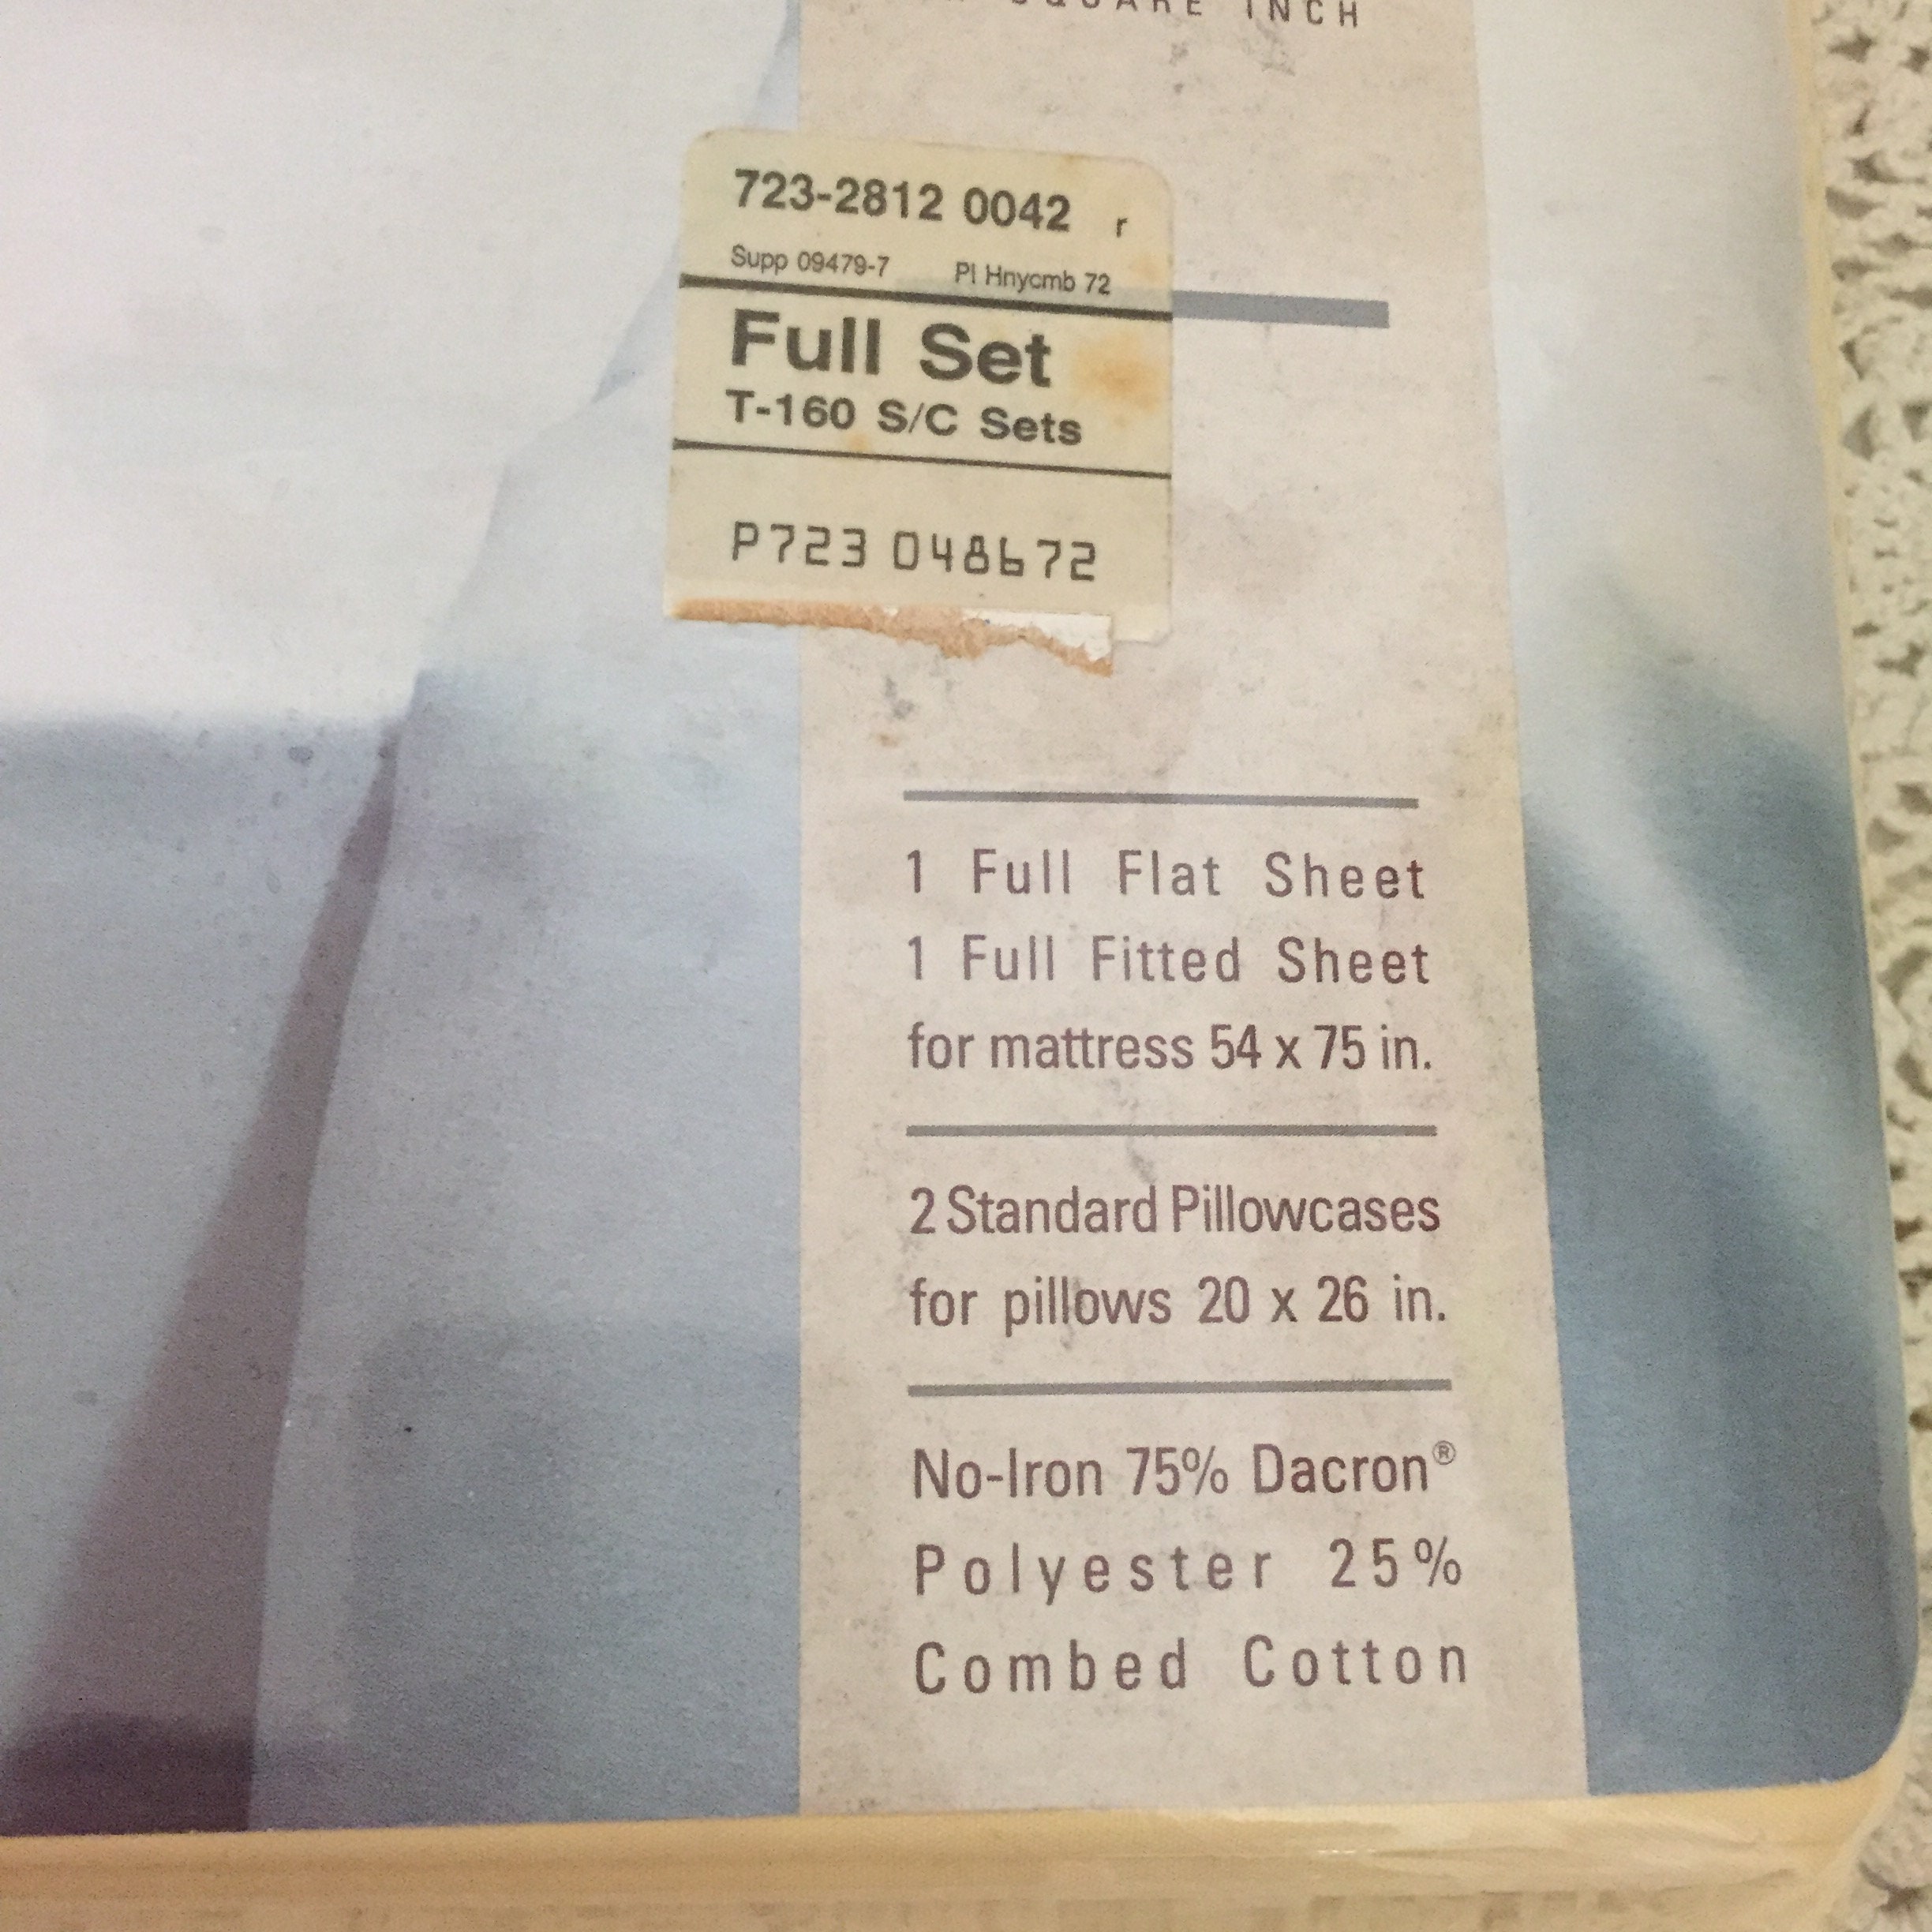 SQUARE INCH
723-2812 0042 r
Supp 09479-7 Pl Hnycmb 72
Full Set
T-160 S/C Sets
P723 048672
1 Full Flat Sheet
1 Full Fitted Sheet
for mattress 54 x 75 in.
2 Standard Pillowcases
for pillows 20 x 26 in.
No-Iron 75% Dacron®
Polyester 25%
Combed Cotton